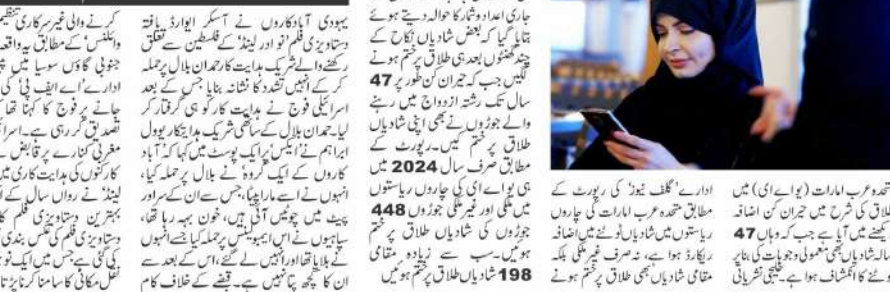 متحدہ عرب امارات (یو اے ای) میں
طلاق کی شرح میں حیران کن اضافہ
دیکھنے میں آیا ہے جب کہ وہاں 47
سالہ شادیاں بھی معمولی وجوہات کی بنا پر
ٹوٹنے کا انکشاف ہوا ہے۔ خلیجی نشریاتی
ادارے 'گلف نیوز' کی رپورٹ کے
مطابق متحدہ عرب امارات کی چاروں
ریاستوں میں شادیاں ٹوٹنے میں اضافہ
ریکارڈ ہوا ہے، نہ صرف غیر ملکی بلکہ
مقامی شادیاں بھی طلاق پر ختم ہونے
جاری اعداد و شمار کا حوالہ دیتے ہوئے
بتایا گیا کہ بعض شادیاں نکاح کے
چند گھنٹوں بعد ہی طلاق پر ختم ہونے
لگیں جب کہ حیران کن طور پر 47
سال تک رشتہ ازدواج میں رہنے
والے جوڑوں نے بھی اپنی شادیاں
طلاق پر ختم کیں۔ رپورٹ کے
مطابق صرف سال 2024 میں
ہی یو اے ای کی چاروں ریاستوں
میں ملکی اور غیر ملکی جوڑوں 448
جوڑوں کی شادیاں طلاق پر ختم
ہوئیں۔ سب سے زیادہ مقامی
198 شادیاں طلاق پر ختم ہوئیں
یہودی آبادکاروں نے آسکر ایوارڈ یافتہ
دستاویزی فلم 'نو ادر لینڈ' کے فلسطین سے تعلق
رکھنے والے شریک ہدایت کار حمدان بلال پر حملہ
کر کے انہیں تشدد کا نشانہ بنایا جس کے بعد
اسرائیلی فوج نے ہدایت کار کو ہی گرفتار کر
لیا۔ حمدان بلال کے ساتھی شریک ہدایتکار یوول
ابراہم نے 'ایکس' پر ایک پوسٹ میں کہا کہ 'آباد
کاروں کے ایک گروہ نے بلال پر حملہ کیا،
انہوں نے اسے مارا پیٹا، جس سے ان کے سر اور
پیٹ میں چوٹیں آئی ہیں، خون بہہ رہا تھا،
سپاہیوں نے اس ایمبولینس پر حملہ کیا جسے انہوں
نے بلایا تھا اور انہیں لے گئے، اس کے بعد سے
ان کا کچھ پتا نہیں ہے۔ قبضے کے خلاف کام
کرنے والی غیر سرکاری تنظیم
وائلنس' کے مطابق یہ واقعہ
جنوبی گاؤں سوسیا میں
ادارے 'اے ایف پی' کی
جانے پر فوج کا کہنا تھا
تصدیق کر رہی ہے۔
مغربی کنارے پر قابض
کارکنوں کی ہدایت کاری میں
لینڈ' نے رواں سال کے
بہترین دستاویزی فلم کا
دستاویزی فلم کی عکس بندی
کی گئی ہے جس میں ایک
نقل مکانی کا سامنا کرنا پڑتا